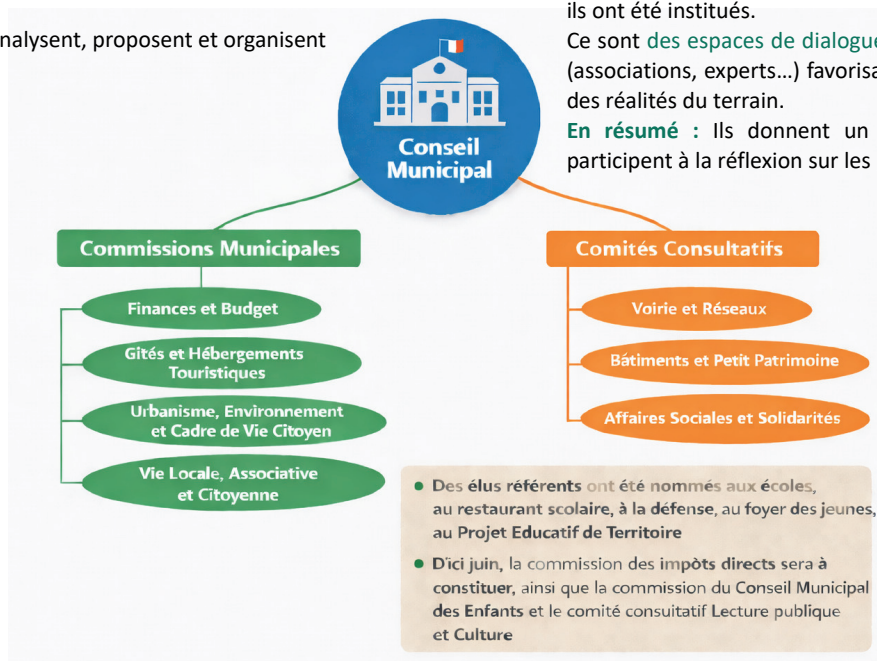 nalysent, proposent et organisent
ils ont été institués.
Ce sont des espaces de dialogue
(associations, experts…) favorisa
des réalités du terrain.
En résumé : Ils donnent un
participent à la réflexion sur les
Conseil
Municipal
Commissions Municipales
Finances et Budget
Gités et Hébergements
Touristiques
Urbanisme, Environnement
et Cadre de Vie Citoyen
Vie Locale, Associative
et Citoyenne
Comités Consultatifs
Voirie et Réseaux
Bâtiments et Petit Patrimoine
Affaires Sociales et Solidarités
• Des élus référents ont été nommés aux écoles,
au restaurant scolaire, à la défense, au foyer des jeunes,
au Projet Educatif de Territoire
• D'ici juin, la commission des impòts directs sera à
constituer, ainsi que la commission du Conseil Municipal
des Enfants et le comité consuitatif Lecture publique
et Culture